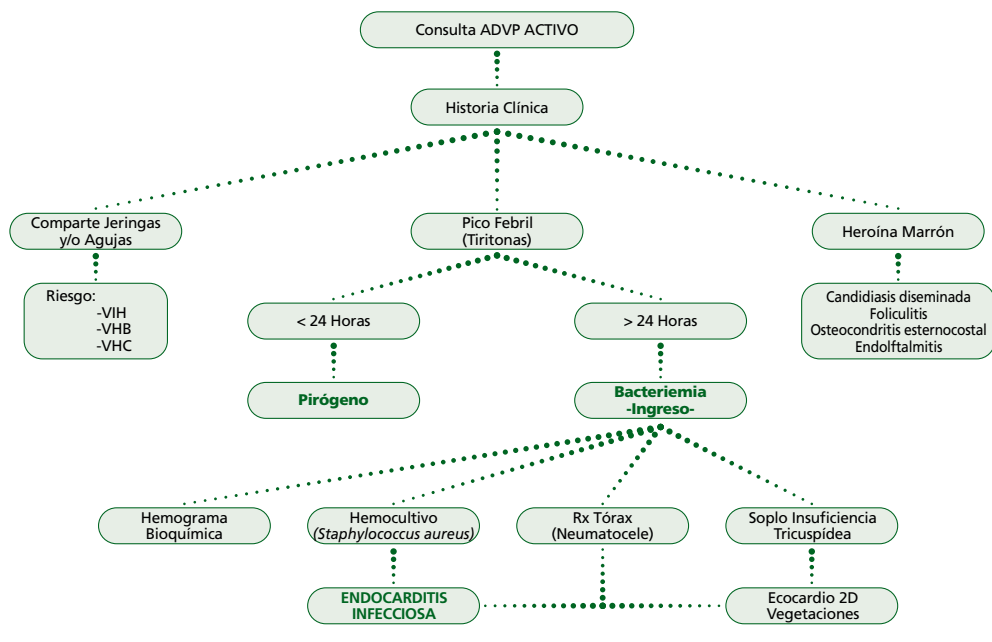 Consulta ADVP ACTIVO
Historia Clínica
Comparte Jeringas
y/o Agujas
Pico Febril
(Tiritonas)
Heroína Marrón
Riesgo:
-VIH
-VHB
-VHC
< 24 Horas
> 24 Horas
Candidiasis diseminada
Foliculitis
Osteocondritis esternocostal
Endolftalmitis
Pirógeno
Bacteriemia
-Ingreso-
Hemograma
Bioquímica
Hemocultivo
(Staphylococcus aureus)
Rx Tórax
(Neumatocele)
Soplo Insuficiencia
Tricuspídea
ENDOCARDITIS
INFECCIOSA
Ecocardio 2D
Vegetaciones